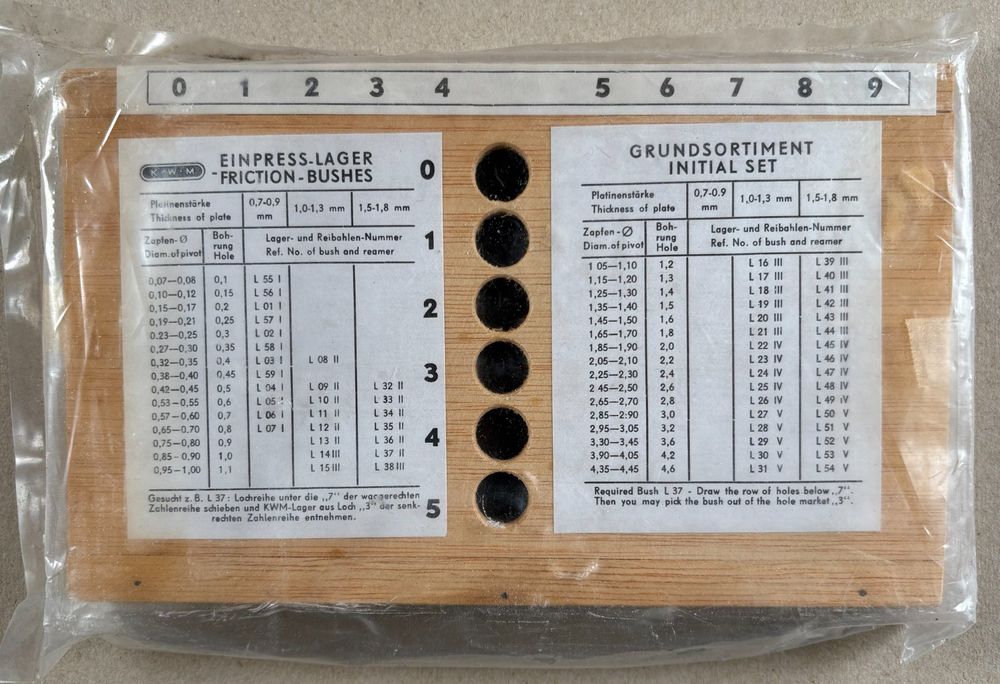 0 1 2 3 4 5 6 7 8 9
K·W·M
EINPRESS-LAGER
FRICTION-BUSHES
Platinenstärke
Thickness of plate
0,7-0,9 mm
1,0-1,3 mm
1,5-1,8 mm
Zapfen-Ø
Diam. of pivot
Boh-
rung
Hole
Lager- und Reibahlen-Nummer
Ref. No. of bush and reamer
0,07—0,08 0,1 L 55 I
0,10—0,12 0,15 L 56 I
0,15—0,17 0,2 L 01 I
0,19—0,21 0,25 L 57 I
0.23—0,25 0,3 L 02 I
0,27—0,30 0,35 L 58 I
0,32—0,35 0,4 L 03 I L 08 II
0,38—0,40 0,45 L 59 I
0,42—0,45 0,5 L 04 I L 09 II L 32 II
0,53—0,55 0,6 L 05 I L 10 II L 33 II
0,57—0,60 0,7 L 06 I L 11 II L 34 II
0,65—0.70 0,8 L 07 I L 12 II L 35 II
0,75—0,80 0,9 L 13 II L 36 II
0,85—0,90 1,0 L 14 III L 37 II
0,95—1,00 1,1 L 15 III L 38 III
Gesucht z. B. L 37: Lochreihe unter die „7" der waagerechten
Zahlenreihe schieben und KWM-Lager aus Loch „3" der senk-
rechten Zahlenreihe entnehmen.
0
1
2
3
4
5
GRUNDSORTIMENT
INITIAL SET
Platinenstärke
Thickness of plate
0,7-0.9
mm
1,0-1,3 mm
1,5-1,8 mm
Zapfen-Ø
Diam. of pivot
Boh-
rung
Hole
Lager- und Reibahlen-Nummer
Ref. No. of bush and reamer
1 05—1,10 1,2 L 16 III L 39 III
1,15—1,20 1,3 L 17 III L 40 III
1,25—1,30 1,4 L 18 III L 41 III
1,35—1,40 1,5 L 19 III L 42 III
1,45—1,50 1,6 L 20 III L 43 III
1,65—1,70 1,8 L 21 III L 44 III
1,85—1,90 2,0 L 22 IV L 45 IV
2,05—2,10 2,2 L 23 IV L 46 IV
2,25—2,30 2,4 L 24 IV L 47 IV
2 45—2,50 2,6 L 25 IV L 48 IV
2,65—2,70 2,8 L 26 IV L 49 IV
2,85—2:90 3,0 L 27 V L 50 V
2,95—3,05 3,2 L 28 V L 51 V
3,30—3,45 3,6 L 29 V L 52 V
3,90—4,05 4,2 L 30 V L 53 V
4,35—4,45 4,6 L 31 V L 54 V
Required Bush L 37 - Draw the row of holes below „7".
Then you may pick the bush out of the hole market „3".